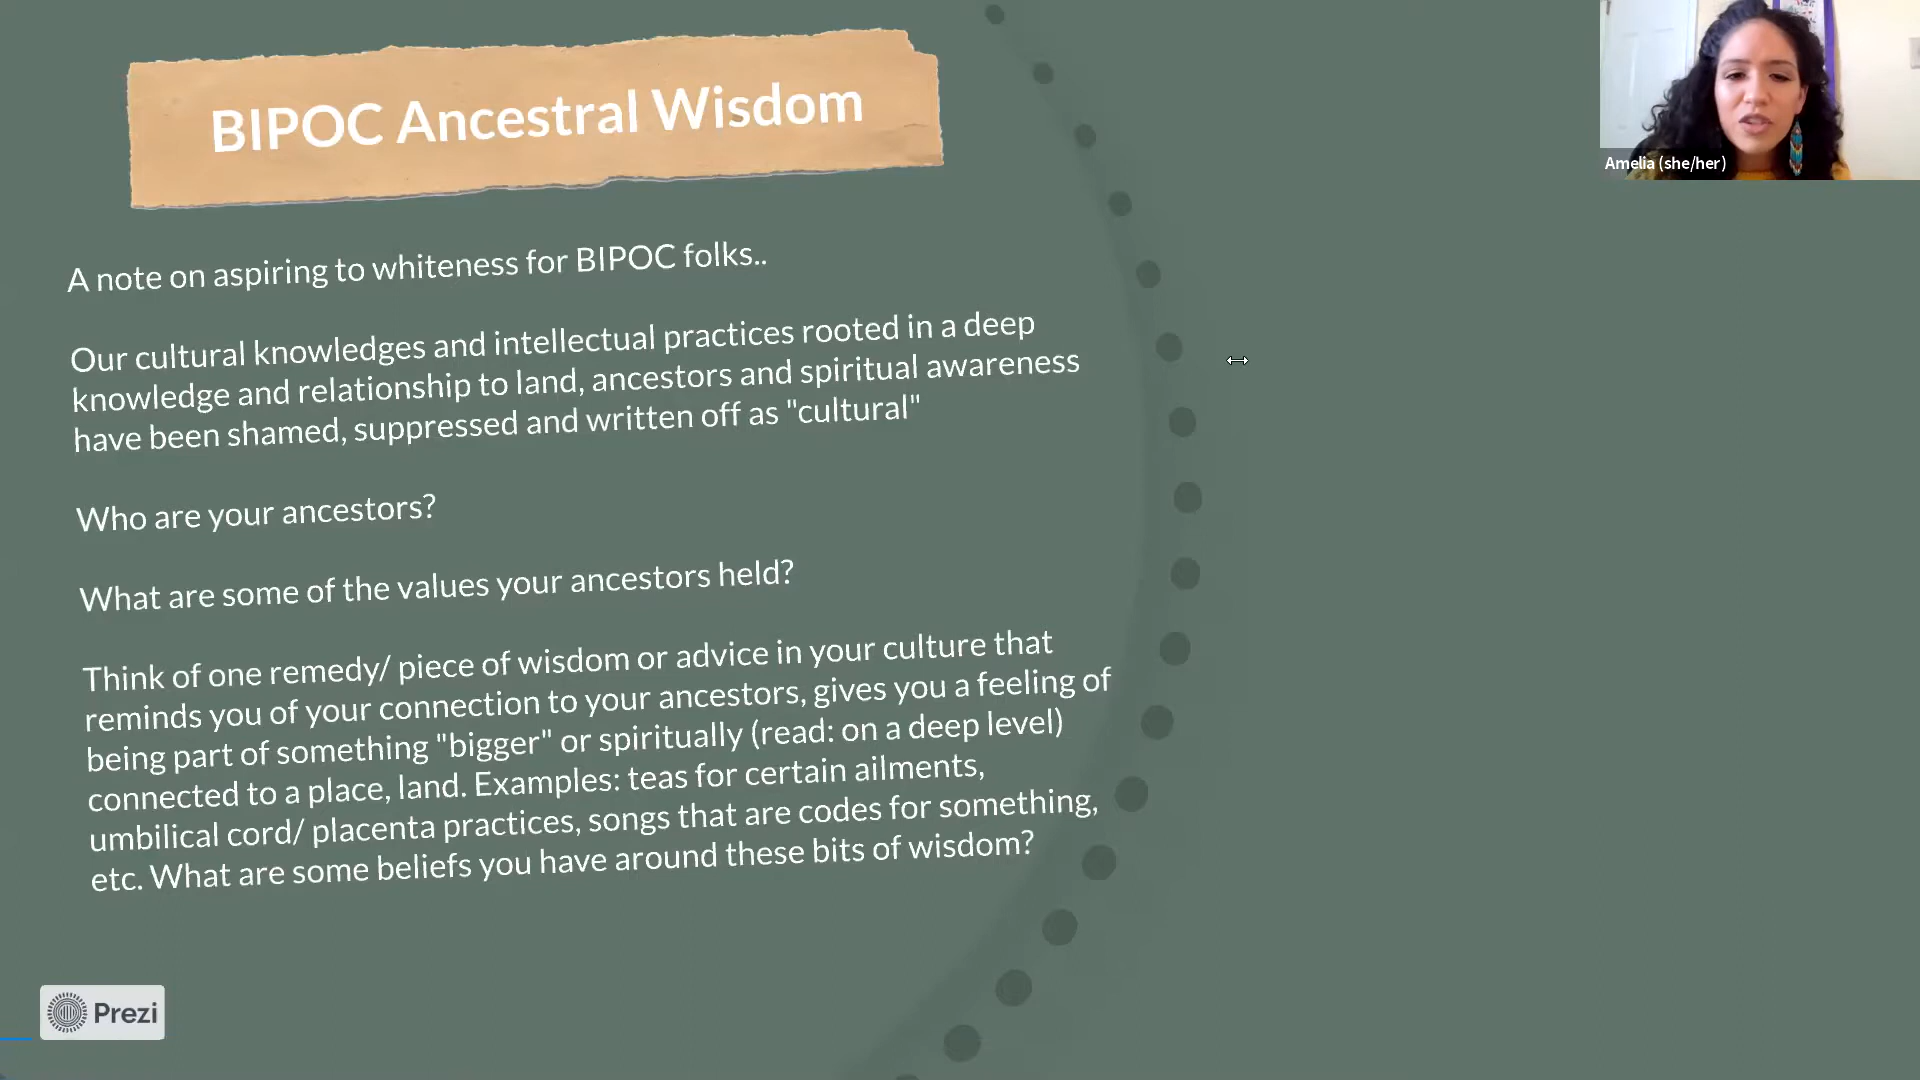 BIPOC Ancestral Wisdom
Amelia (she/her)
A note on aspiring to whiteness for BIPOC folks..
Our cultural knowledges and intellectual practices rooted in a deep
knowledge and relationship to land, ancestors and spiritual awareness
have been shamed, suppressed and written off as "cultural"
Who are your ancestors?
What are some of the values your ancestors held?
Think of one remedy/ piece of wisdom or advice in your culture that
reminds you of your connection to your ancestors, gives you a feeling of
being part of something "bigger" or spiritually (read: on a deep level)
connected to a place, land. Examples: teas for certain ailments,
umbilical cord/ placenta practices, songs that are codes for something,
etc. What are some beliefs you have around these bits of wisdom?
Prezi